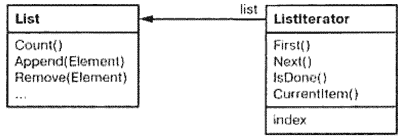 List
Count()
Append(Element)
Remove(Element)
...
list
ListIterator
First()
Next()
IsDone()
CurrentItem()
index